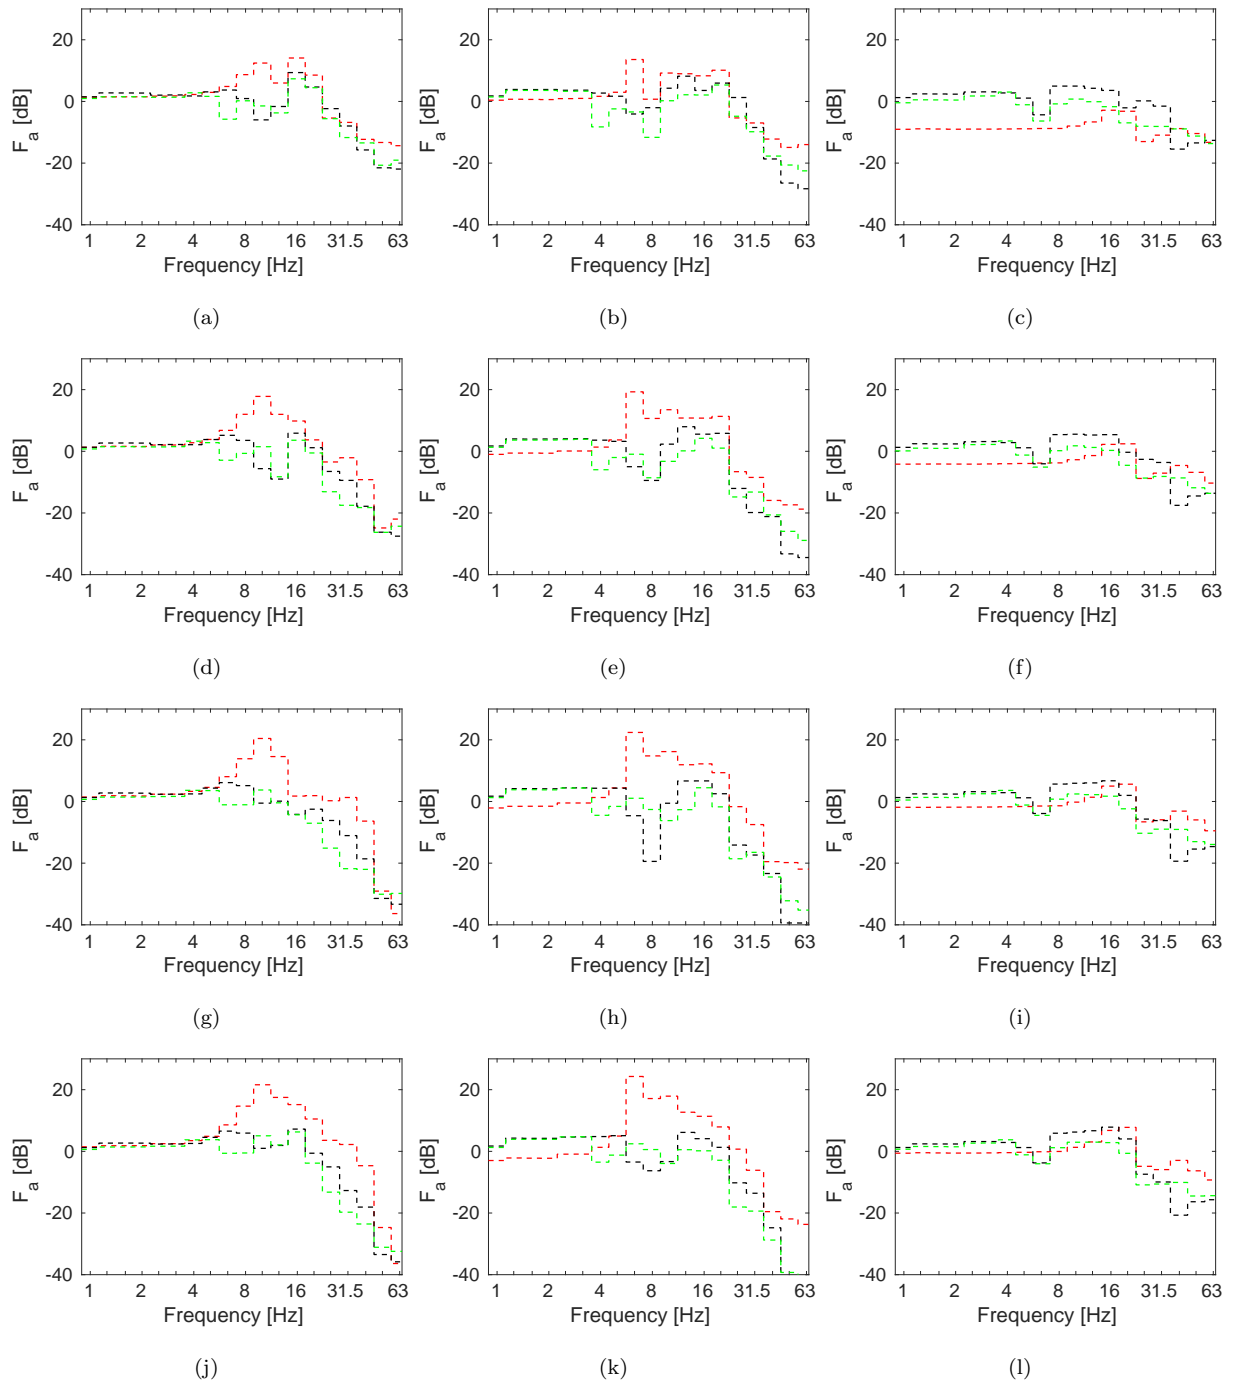 20 20 20
0 0 0
-20 -20 -20
-40 -40 -40
F_a [dB] F_a [dB] F_a [dB]
1 2 4 8 16 31.5 63 1 2 4 8 16 31.5 63 1 2 4 8 16 31.5 63
Frequency [Hz] Frequency [Hz] Frequency [Hz]
(a) (b) (c)
20 20 20
0 0 0
-20 -20 -20
-40 -40 -40
F_a [dB] F_a [dB] F_a [dB]
1 2 4 8 16 31.5 63 1 2 4 8 16 31.5 63 1 2 4 8 16 31.5 63
Frequency [Hz] Frequency [Hz] Frequency [Hz]
(d) (e) (f)
20 20 20
0 0 0
-20 -20 -20
-40 -40 -40
F_a [dB] F_a [dB] F_a [dB]
1 2 4 8 16 31.5 63 1 2 4 8 16 31.5 63 1 2 4 8 16 31.5 63
Frequency [Hz] Frequency [Hz] Frequency [Hz]
(g) (h) (i)
20 20 20
0 0 0
-20 -20 -20
-40 -40 -40
F_a [dB] F_a [dB] F_a [dB]
1 2 4 8 16 31.5 63 1 2 4 8 16 31.5 63 1 2 4 8 16 31.5 63
Frequency [Hz] Frequency [Hz] Frequency [Hz]
(j) (k) (l)